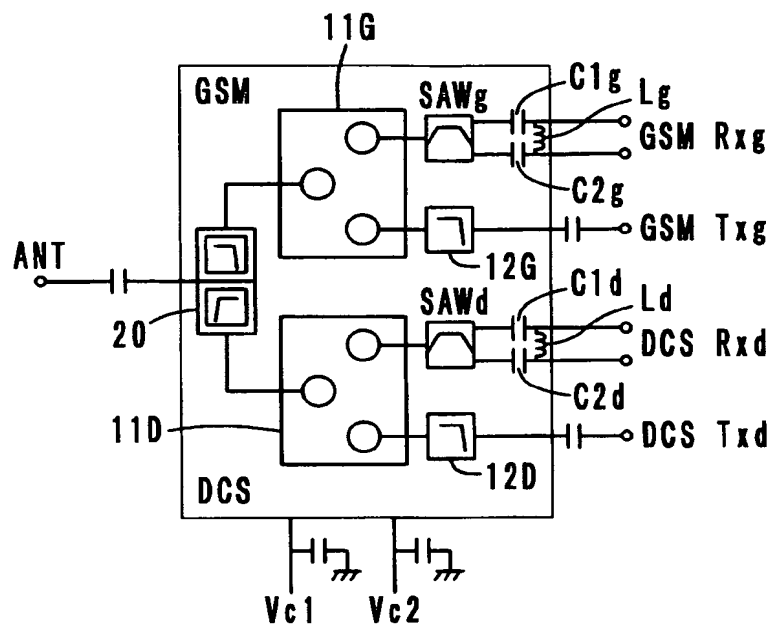 11G
GSM
SAWg
C1g
Lg
GSM Rxg
C2g
GSM Txg
12G
ANT
20
SAWd
C1d
Ld
DCS Rxd
C2d
11D
DCS Txd
12D
DCS
Vc1
Vc2